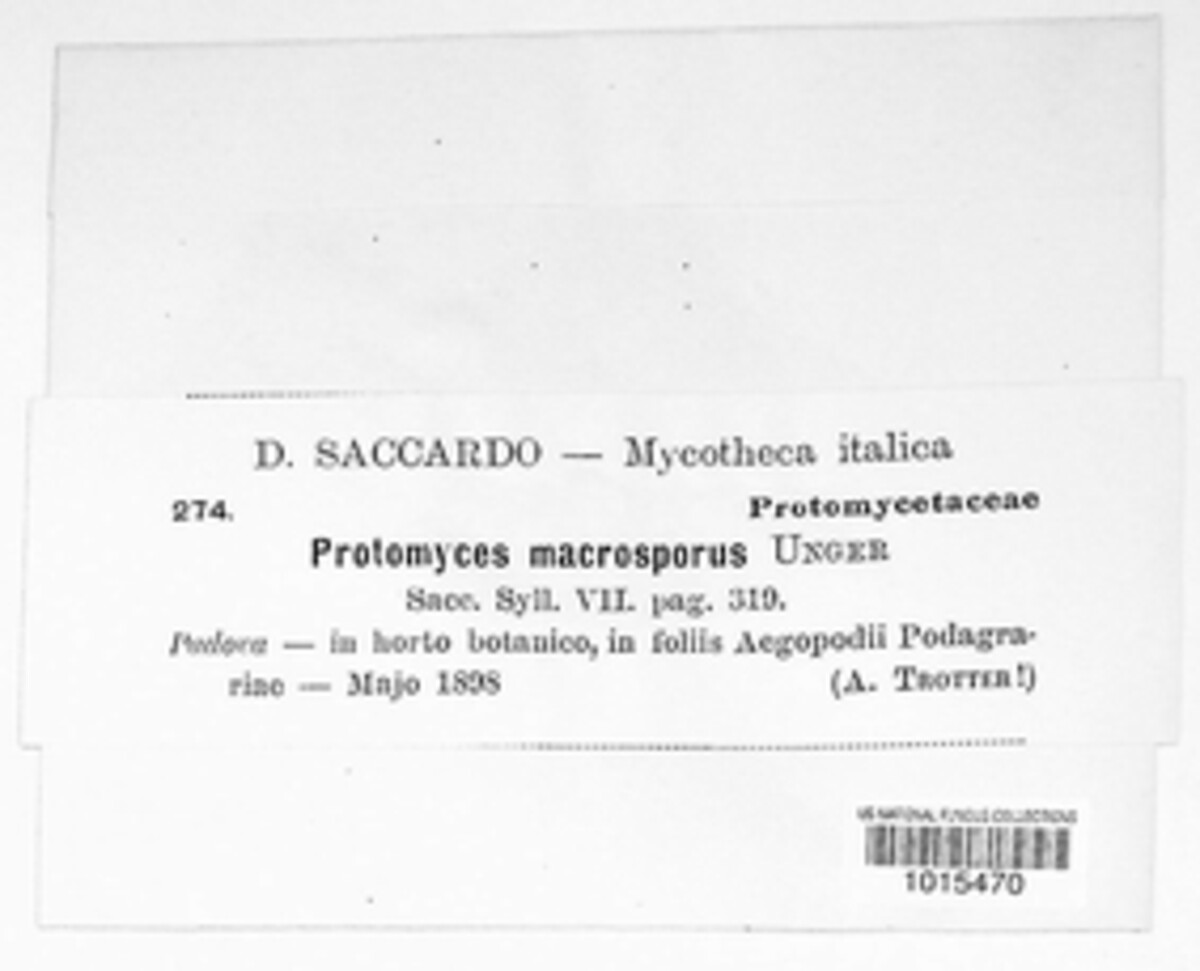 D. SACCARDO — Mycotheca italica
274. Protomycetaceae
Protomyces macrosporus UNGER
Sacc. Syll. VII. pag. 319.
Padova — in horto botanico, in foliis Aegopodii Podagra-
riae — Majo 1898 (A. TROTTER!)
US NATIONAL FUNGUS COLLECTIONS
1015470